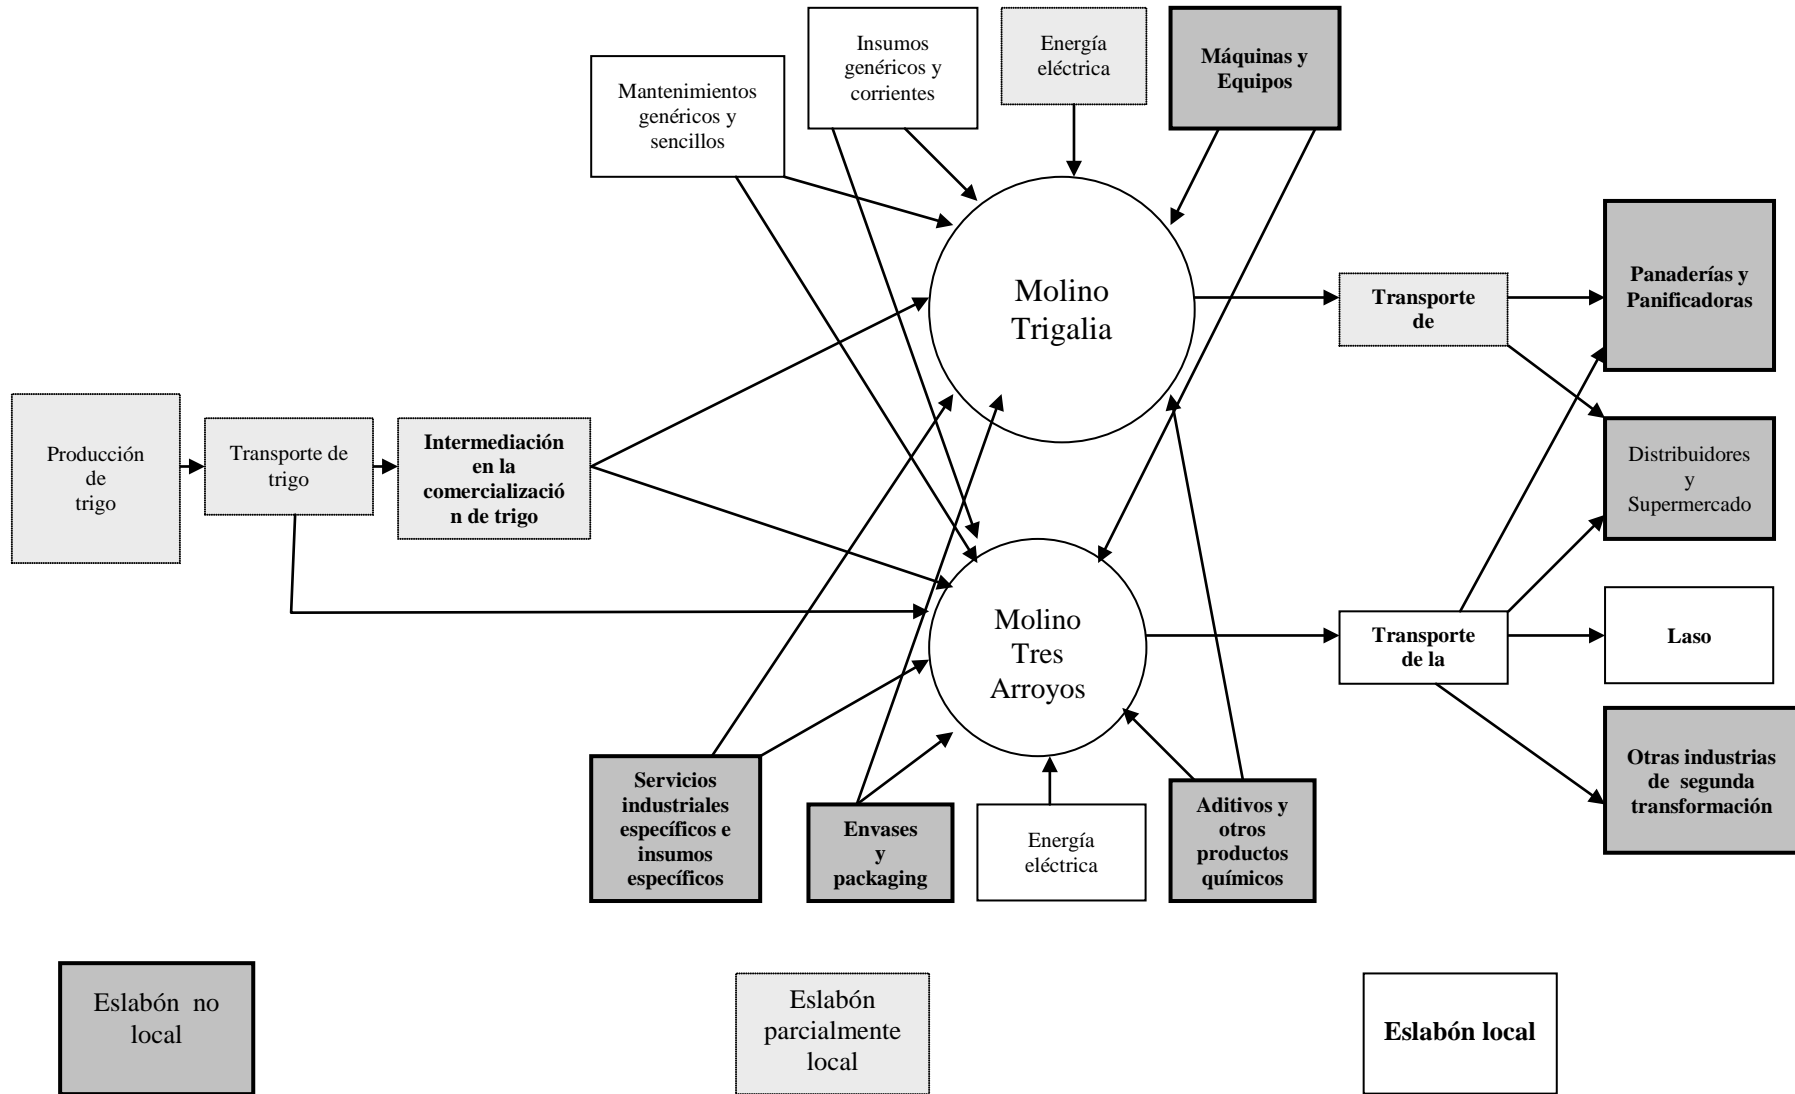 Insumos
genéricos y
corrientes
Energía
eléctrica
Máquinas y
Equipos
Mantenimientos
genéricos y
sencillos
Molino
Trigalia
Transporte
de
Panaderías y
Panificadoras
Producción
de
trigo
Transporte de
trigo
Intermediación
en la
comercializació
n de trigo
Distribuidores
y
Supermercado
Molino
Tres
Arroyos
Transporte
de la
Laso
Otras industrias
de segunda
transformación
Servicios
industriales
específicos e
insumos
específicos
Envases
y
packaging
Energía
eléctrica
Aditivos y
otros
productos
químicos
Eslabón no
local
Eslabón
parcialmente
local
Eslabón local